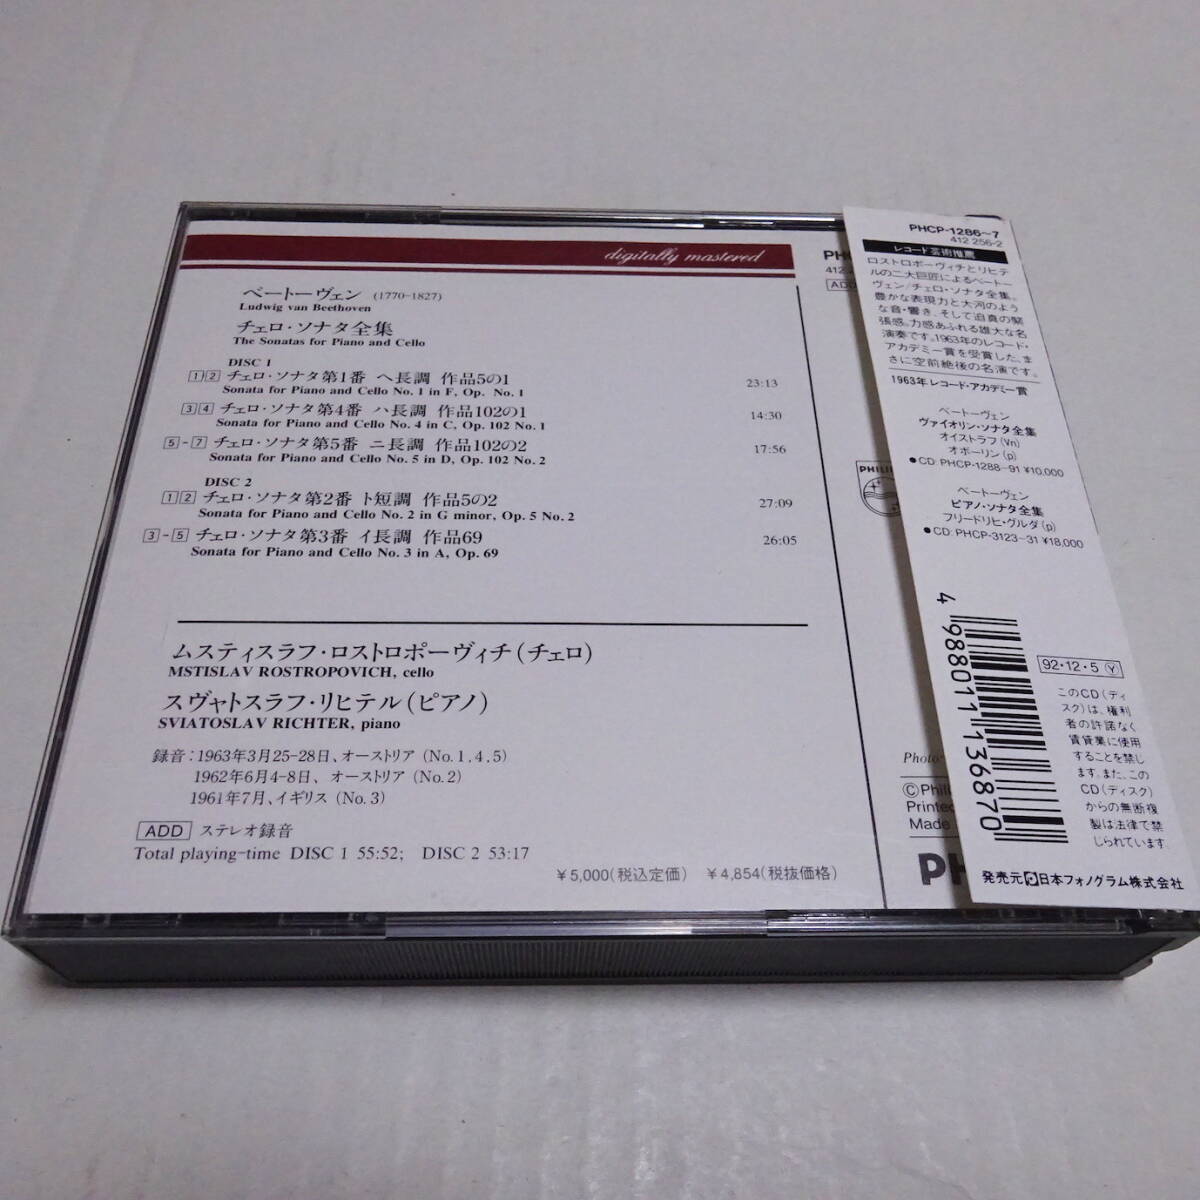 digitally mastered
ベートーヴェン (1770-1827)
Ludwig van Beethoven
チェロ・ソナタ全集
The Sonatas for Piano and Cello
DISC 1
1 2 チェロ・ソナタ第1番 ヘ長調 作品5の1 23:13
Sonata for Piano and Cello No. 1 in F, Op. No. 1
3 4 チェロ・ソナタ第4番 ハ長調 作品102の1 14:30
Sonata for Piano and Cello No. 4 in C, Op. 102 No. 1
5-7 チェロ・ソナタ第5番 ニ長調 作品102の2 17:56
Sonata for Piano and Cello No. 5 in D, Op. 102 No. 2
DISC 2
1 2 チェロ・ソナタ第2番 ト短調 作品5の2 27:09
Sonata for Piano and Cello No. 2 in G minor, Op. 5 No. 2
3-5 チェロ・ソナタ第3番 イ長調 作品69 26:05
Sonata for Piano and Cello No. 3 in A, Op. 69
ムスティスラフ・ロストロポーヴィチ(チェロ)
MSTISLAV ROSTROPOVICH, cello
スヴャトスラフ・リヒテル(ピアノ)
SVIATOSLAV RICHTER, piano
録音:1963年3月25-28日、オーストリア (No.1,4,5)
1962年6月4-8日、 オーストリア (No.2)
1961年7月、イギリス (No.3)
ADD ステレオ録音
Total playing-time DISC 1 55:52; DISC 2 53:17
¥5,000(税込定価) ¥4,854(税抜価格)
Photo
Printed
Made
PHCP-1286~7
412 256-2
レコード芸術推薦
ロストロポーヴィチとリヒテ
ルの二大巨匠によるベートー
ヴェン/チェロ・ソナタ全集。
豊かな表現力と大河のよう
な音・響き、そして迫真の緊
張感。力感あふれる雄大な名
演奏です。1963年のレコード・
アカデミー賞を受賞した、ま
さに空前絶後の名演です。
1963年 レコード・アカデミー賞
ベートーヴェン
ヴァイオリン・ソナタ全集
オイストラフ(Vn)
オボーリン(p)
●CD: PHCP-1288-91 ¥10,000
ベートーヴェン
ピアノ・ソナタ全集
フリードリヒ・グルダ(p)
●CD: PHCP-3123-31 ¥18,000
4 988011 136870
92・12・5 Y
このCD(ディ
スク)は、権利
者の許諾なく
賃貸業に使用
することを禁じ
ます。また、この
CD(ディスク)
からの無断複
製は法律で禁
じられています。
発売元 日本フォノグラム株式会社